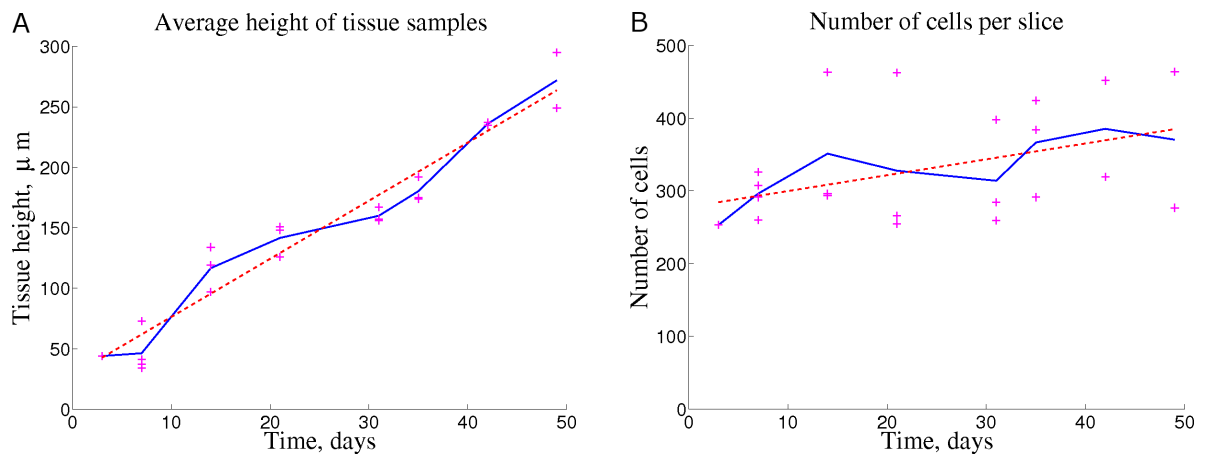 A
Average height of tissue samples
300
250
200
150
100
50
0
Tissue height, μ m
0 10 20 30 40 50
Time, days
B
Number of cells per slice
500
400
300
200
100
0
Number of cells
0 10 20 30 40 50
Time, days